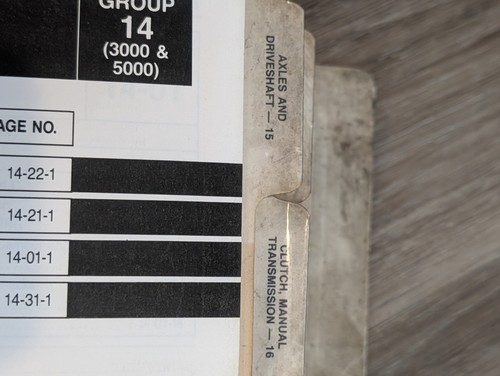 GROUP
14
(3000 &
5000)
AGE NO.
14-22-1
14-21-1
14-01-1
14-31-1
AXLES AND
DRIVESHAFT — 15
CLUTCH, MANUAL
TRANSMISSION — 16